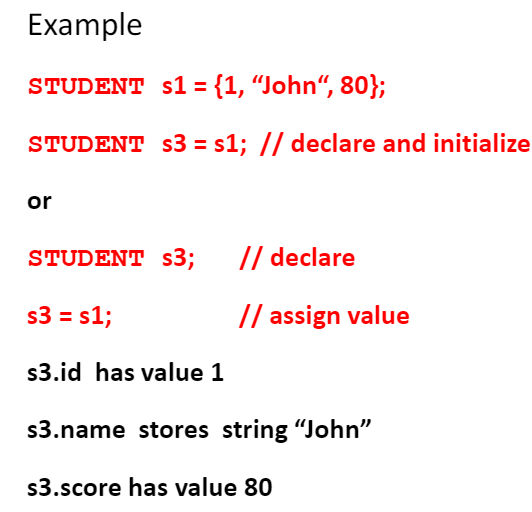 Example
STUDENT s1 = {1, “John“, 80};
STUDENT s3 = s1; // declare and initialize
or
STUDENT s3; // declare
s3 = s1; // assign value
s3.id has value 1
s3.name stores string “John”
s3.score has value 80